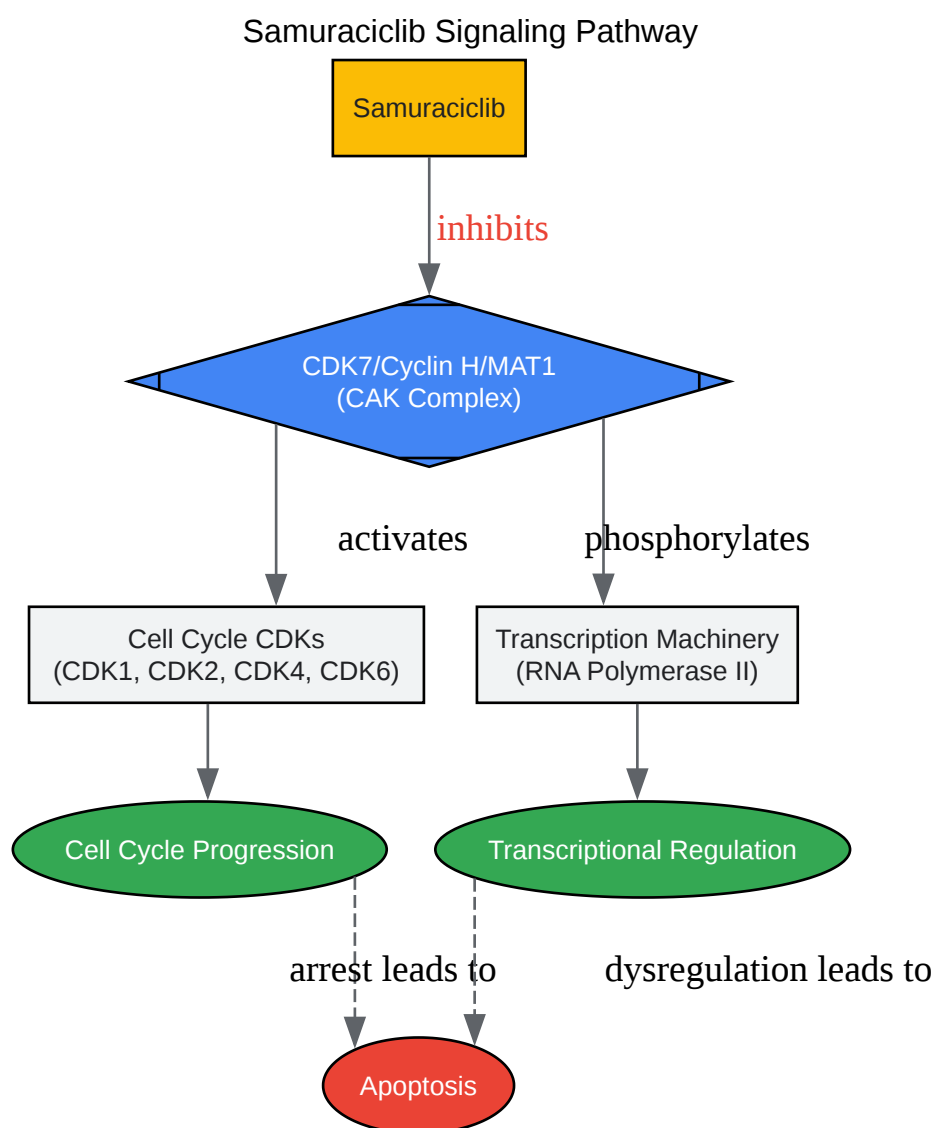 Samuraciclib Signaling Pathway
Samuraciclib
inhibits
CDK7/Cyclin H/MAT1
(CAK Complex)
activates
phosphorylates
Cell Cycle CDKs
(CDK1, CDK2, CDK4, CDK6)
Transcription Machinery
(RNA Polymerase II)
Cell Cycle Progression
Transcriptional Regulation
arrest leads to
dysregulation leads to
Apoptosis